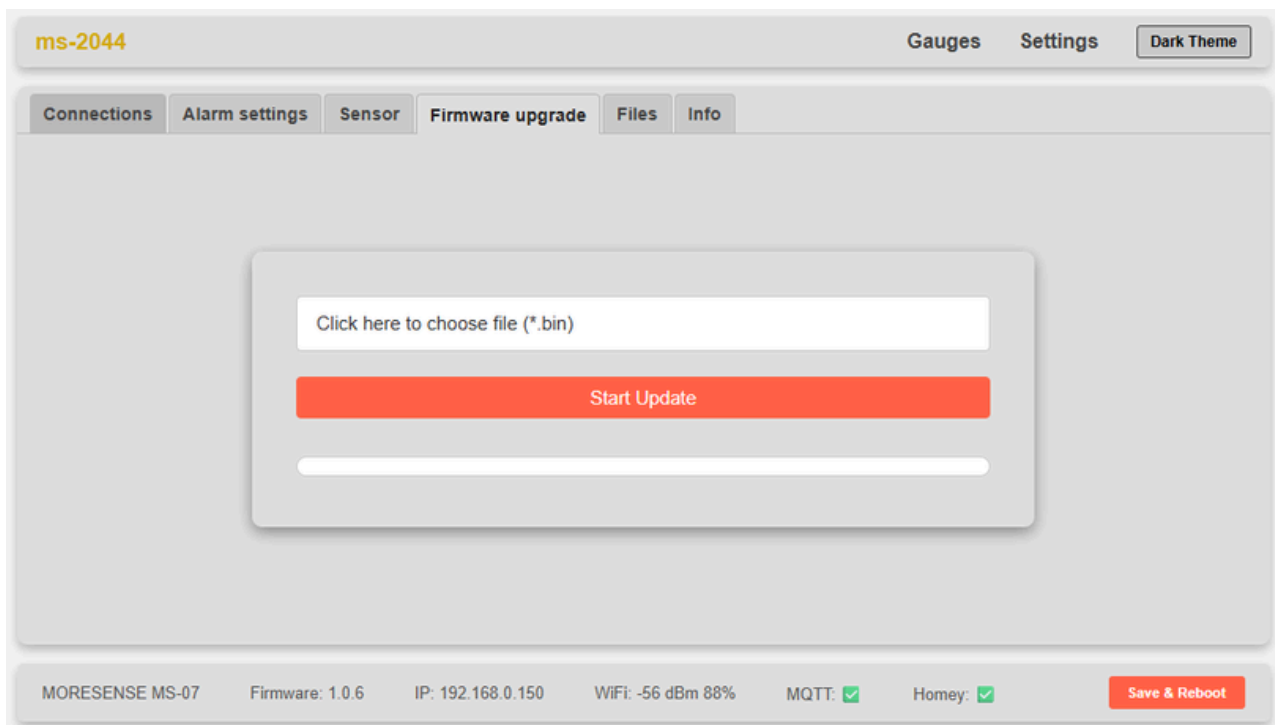 ms-2044 Gauges Settings Dark Theme
Connections Alarm settings Sensor Firmware upgrade Files Info
Click here to choose file (*.bin)
Start Update
MORESENSE MS-07 Firmware: 1.0.6 IP: 192.168.0.150 WiFi: -56 dBm 88% MQTT: ✅ Homey: ✅ Save & Reboot